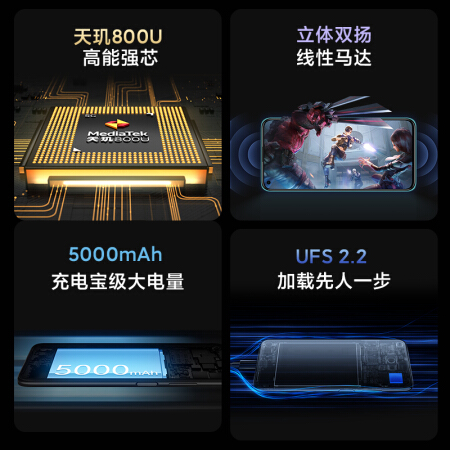 天玑800U
高能强芯
MediaTek
天玑800U
立体双扬
线性马达
5000mAh
充电宝级大电量
5000mAh
UFS 2.2
加载先人一步